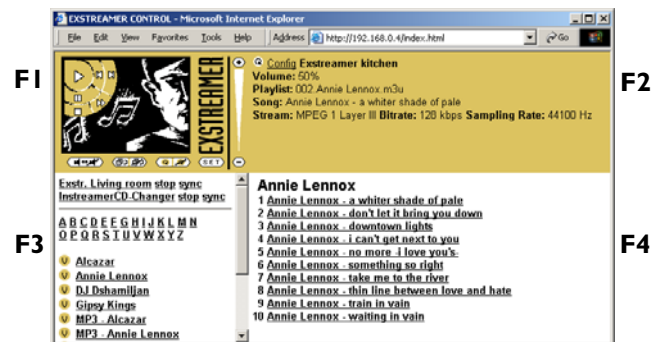 EXSTREAMER CONTROL - Microsoft Internet Explorer
File Edit View Favorites Tools Help Address http://192.168.0.4/index.html Go
F1
EXSTREAMER
SET
Config Exstreamer kitchen
Volume: 50%
Playlist: 002 Annie Lennox.m3u
Song: Annie Lennox - a whiter shade of pale
Stream: MPEG 1 Layer III Bitrate: 128 kbps Sampling Rate: 44100 Hz
F2
F3
Exstr. Living room stop sync
InstreamerCD-Changer stop sync
A B C D E F G H I J K L M N
O P Q R S T U V W X Y Z
Alcazar
Annie Lennox
DJ Dshamiljan
Gipsy Kings
MP3 - Alcazar
MP3 - Annie Lennox
Annie Lennox
1 Annie Lennox - a whiter shade of pale
2 Annie Lennox - don't let it bring you down
3 Annie Lennox - downtown lights
4 Annie Lennox - i can't get next to you
5 Annie Lennox - no more -i love you's-
6 Annie Lennox - something so right
7 Annie Lennox - take me to the river
8 Annie Lennox - thin line between love and hate
9 Annie Lennox - train in vain
10 Annie Lennox - waiting in vain
F4